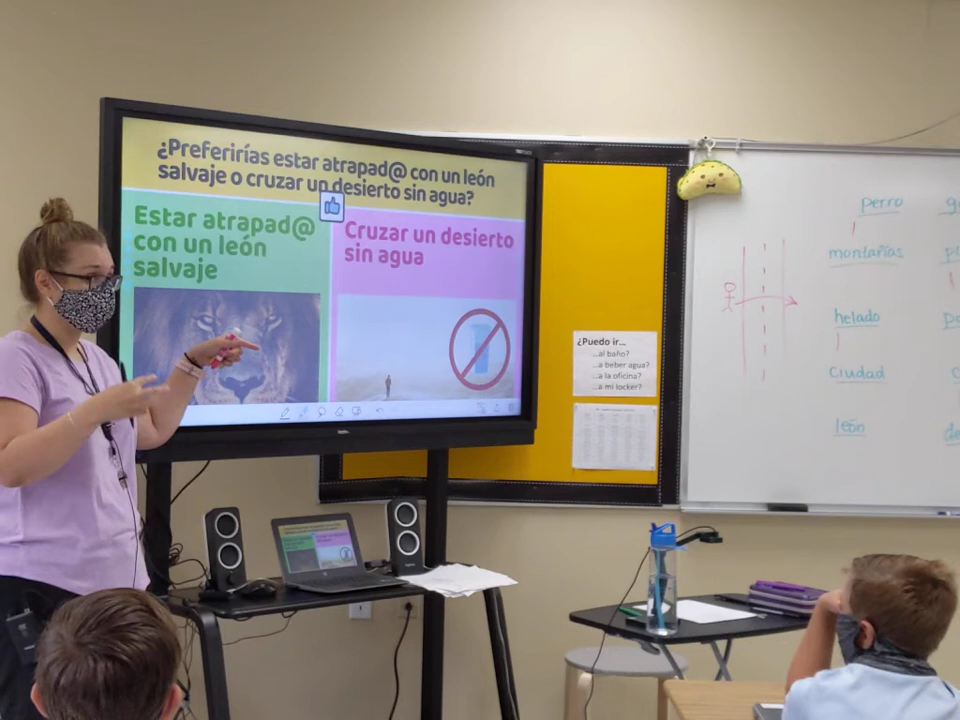 ¿Preferirías estar atrapad@ con un león
salvaje o cruzar un desierto sin agua?
Estar atrapad@
con un león
salvaje
Cruzar un desierto
sin agua
¿Puedo ir...
...al baño?
...a beber agua?
...a la oficina?
...a mi locker?
perro
montañas
helado
ciudad
león